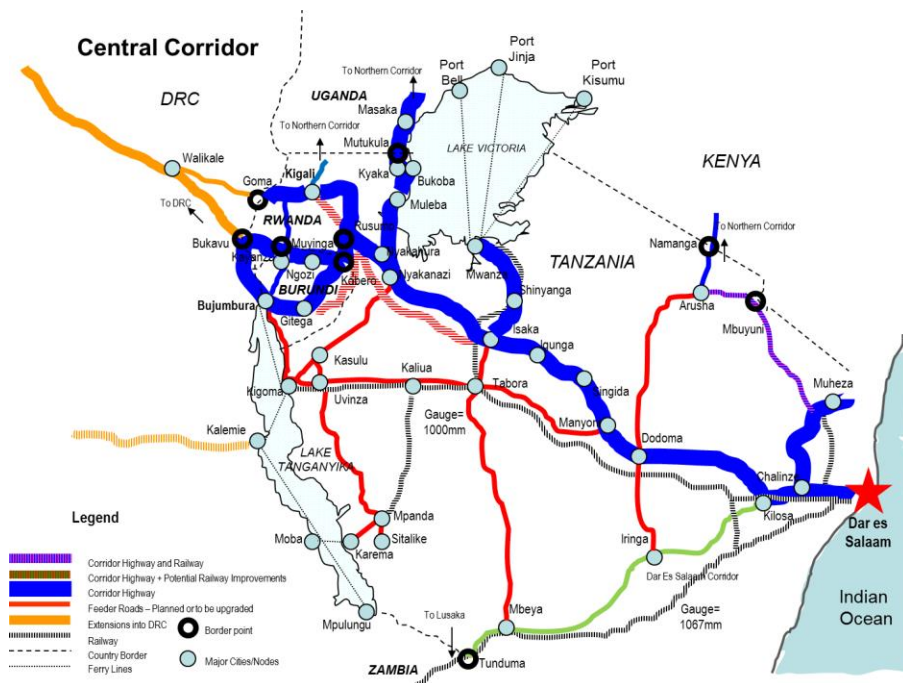 Central Corridor
DRC
UGANDA
To Northern Corridor
Port
Bell
Port
Jinja
Port
Kisumu
Masaka
To Northern Corridor
Mutukula
LAKE VICTORIA
KENYA
Walikale
Goma
Kigali
Kyaka
Bukoba
To DRC
RWANDA
Muleba
To Northern Corridor
Bukavu
Kayanza
Muyinga
Rusumo
Nyakahura
Namanga
Ngozi
Kobero
Nyakanazi
Mwanza
TANZANIA
BURUNDI
Shinyanga
Bujumbura
Gitega
Arusha
Mbuyuni
Isaka
Igunga
Kasulu
Kaliua
Singida
Muheza
Kigoma
Uvinza
Tabora
Gauge=
1000mm
Manyoni
Kalemie
LAKE
TANGANYIKA
Dodoma
Chalinze
Kilosa
Dar es
Salaam
Mpanda
Moba
Karema
Sitalike
Iringa
Dar Es Salaam Corridor
Mpulungu
To Lusaka
Mbeya
Gauge=
1067mm
Indian
Ocean
ZAMBIA
Tunduma
Legend
Corridor Highway and Railway
Corridor Highway + Potential Railway Improvements
Corridor Highway
Feeder Roads – Planned or to be upgraded
Extensions into DRC
Railway
Country Border
Ferry Lines
Border point
Major Cities/Nodes